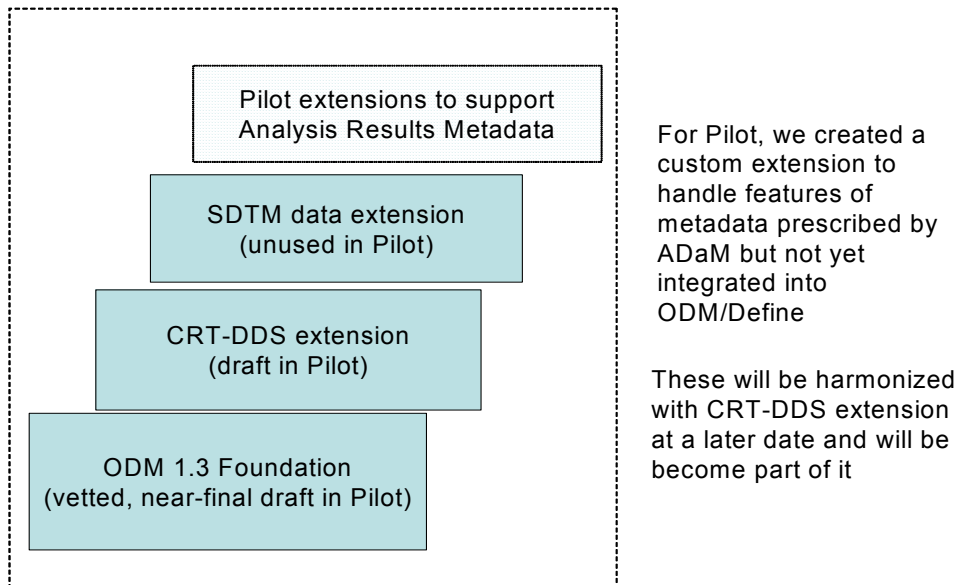 Pilot extensions to support
Analysis Results Metadata
SDTM data extension
(unused in Pilot)
CRT-DDS extension
(draft in Pilot)
ODM 1.3 Foundation
(vetted, near-final draft in Pilot)
For Pilot, we created a
custom extension to
handle features of
metadata prescribed by
ADaM but not yet
integrated into
ODM/Define
These will be harmonized
with CRT-DDS extension
at a later date and will be
become part of it